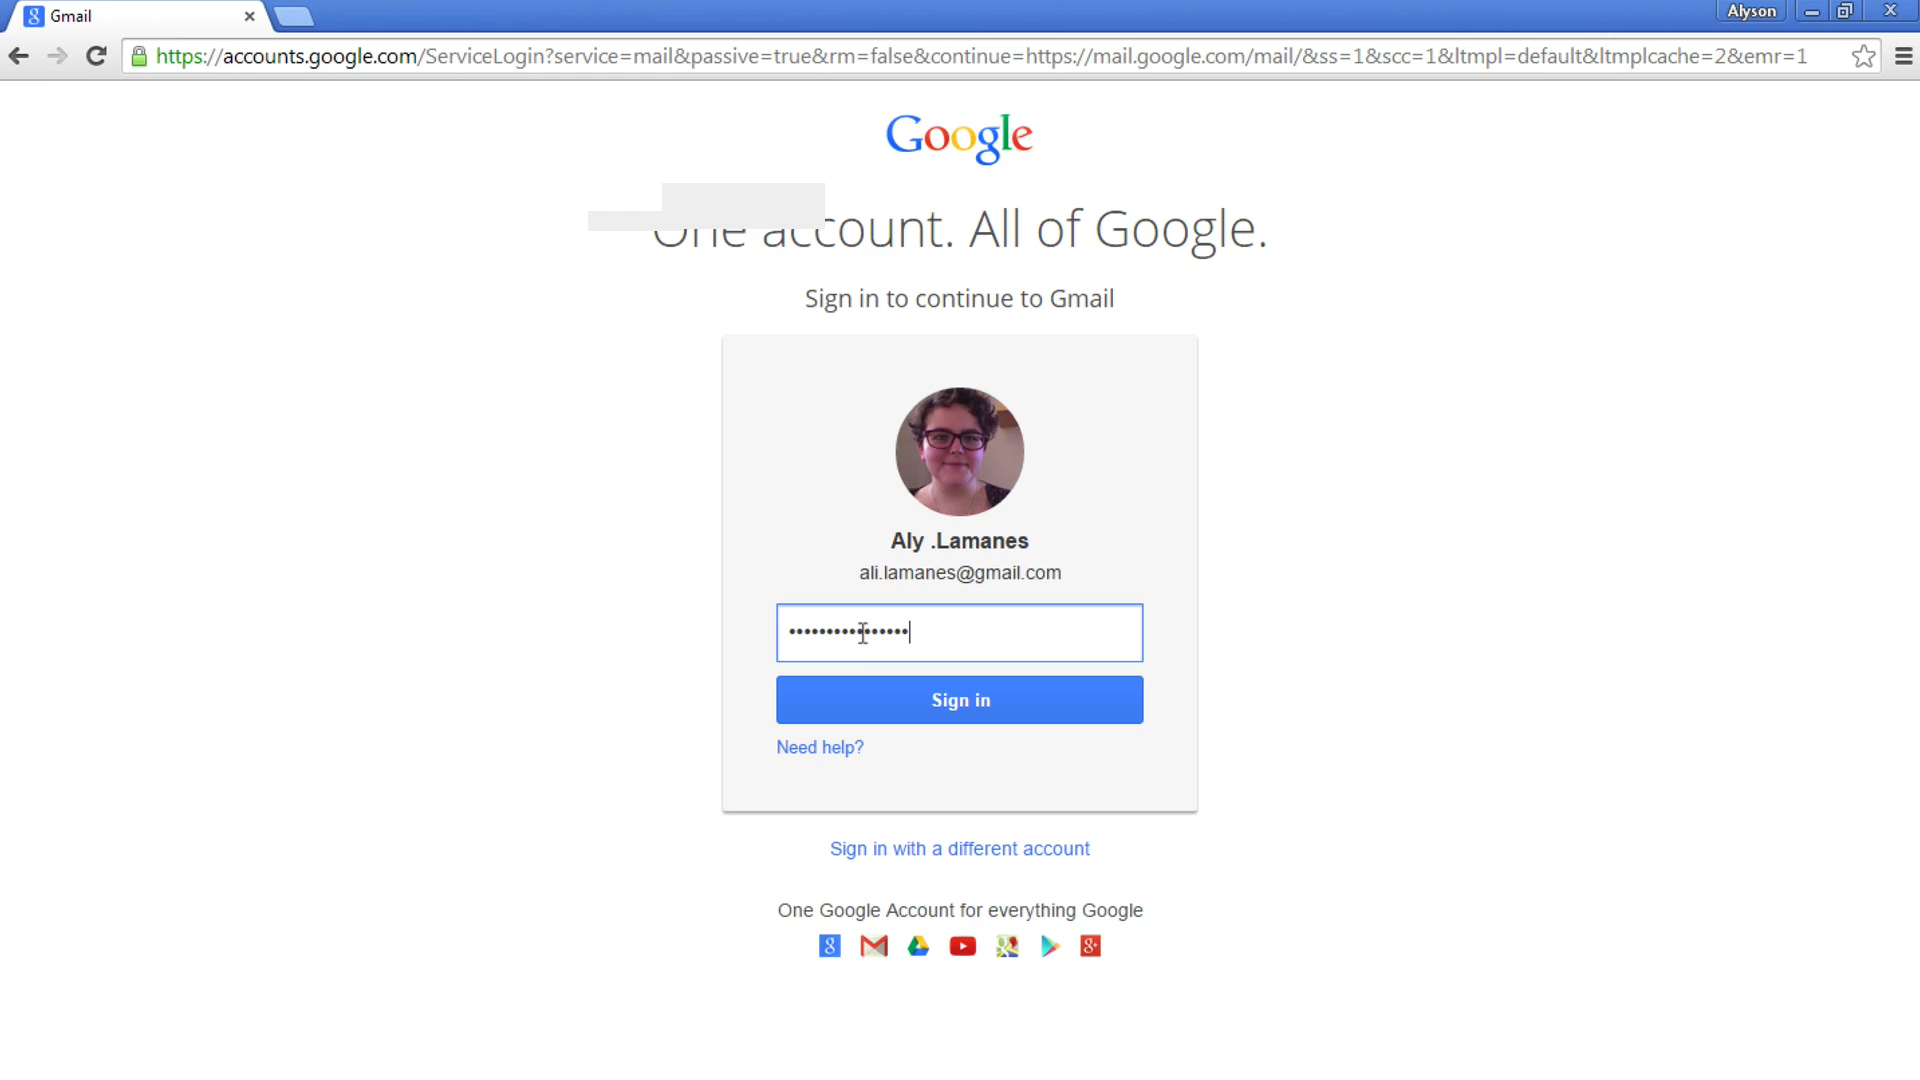 Gmail
Alyson
https://accounts.google.com/ServiceLogin?service=mail&passive=true&rm=false&continue=https://mail.google.com/mail/&ss=1&scc=1&ltmpl=default&ltmplcache=2&emr=1
Google
One account. All of Google.
Sign in to continue to Gmail
Aly .Lamanes
ali.lamanes@gmail.com
Sign in
Need help?
Sign in with a different account
One Google Account for everything Google